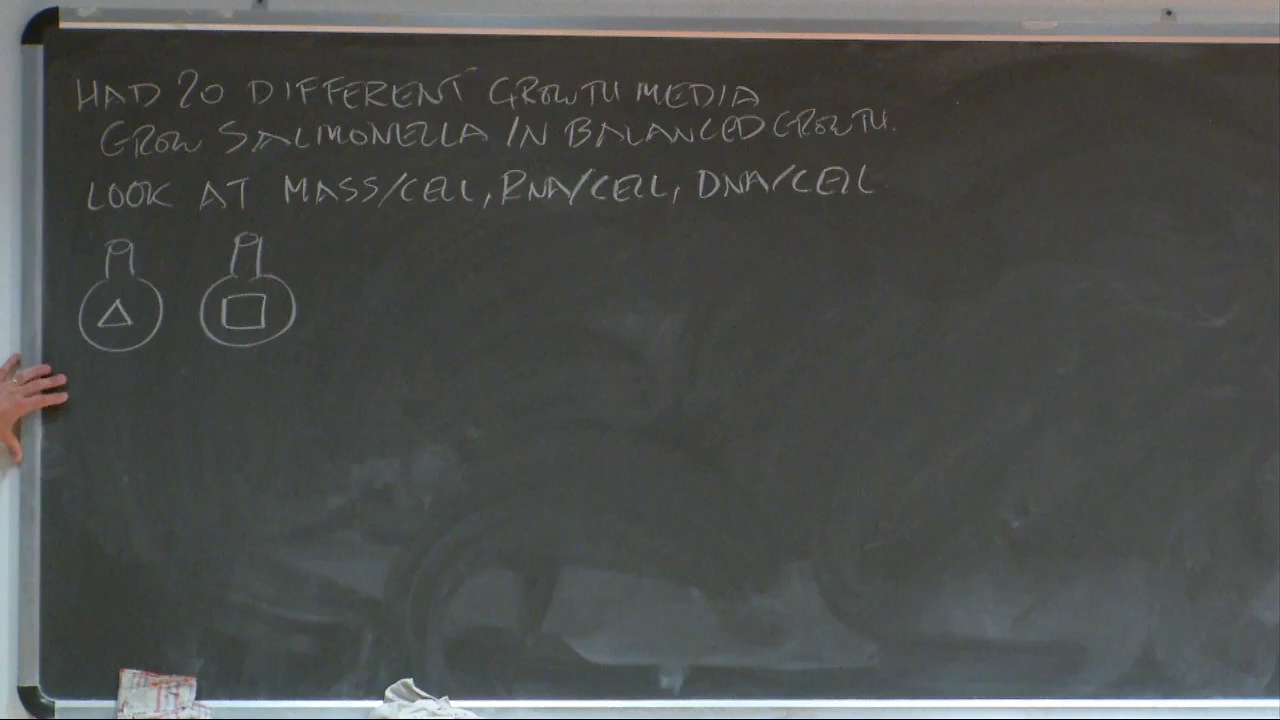 HAD 20 DIFFERENT GROWTH MEDIA
GROW SALMONELLA IN BALANCED GROWTH.
LOOK AT MASS/CELL, RNA/CELL, DNA/CELL